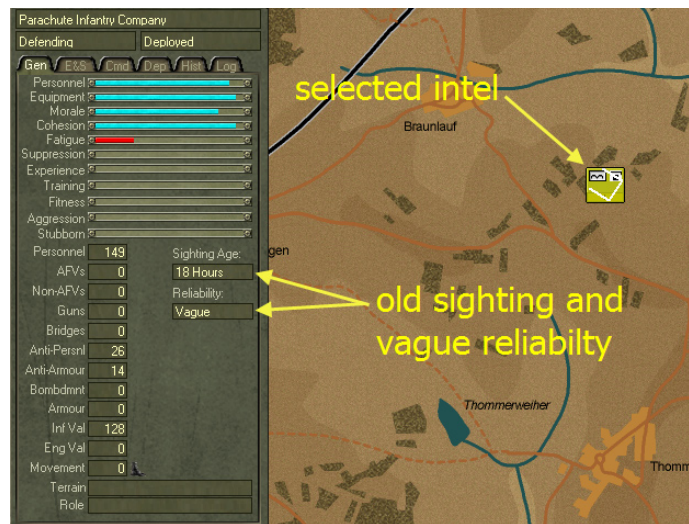 Parachute Infantry Company
Defending Deployed
Gen E&S Cmd Dep Hist Log
Personnel
Equipment
Morale
Cohesion
Fatigue
Suppression
Experience
Training
Fitness
Aggression
Stubborn
Personnel 149 Sighting Age:
AFVs 0 18 Hours
Non-AFVs 0 Reliability:
Guns 0 Vague
Bridges 0
Anti-Persnl 26
Anti-Armour 14
Bombdmnt 0
Armour 0
Inf Val 128
Eng Val 0
Movement 0
Terrain
Role
selected intel
Braunlauf
S
gen
old sighting and
vague reliabilty
Thommerweiher
Thomm